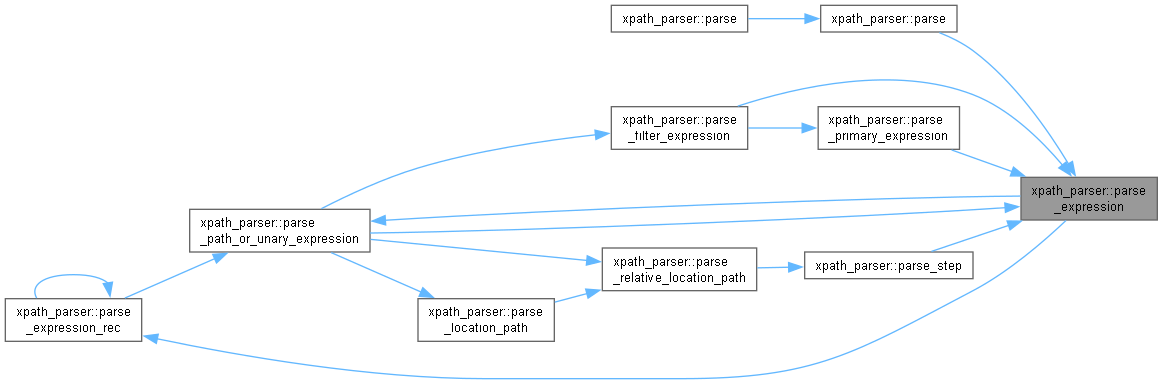 xpath_parser::parse
xpath_parser::parse
xpath_parser::parse
_filter_expression
xpath_parser::parse
_primary_expression
xpath_parser::parse
_expression
xpath_parser::parse
_path_or_unary_expression
xpath_parser::parse
_relative_location_path
xpath_parser::parse_step
xpath_parser::parse
_expression_rec
xpath_parser::parse
_location_path